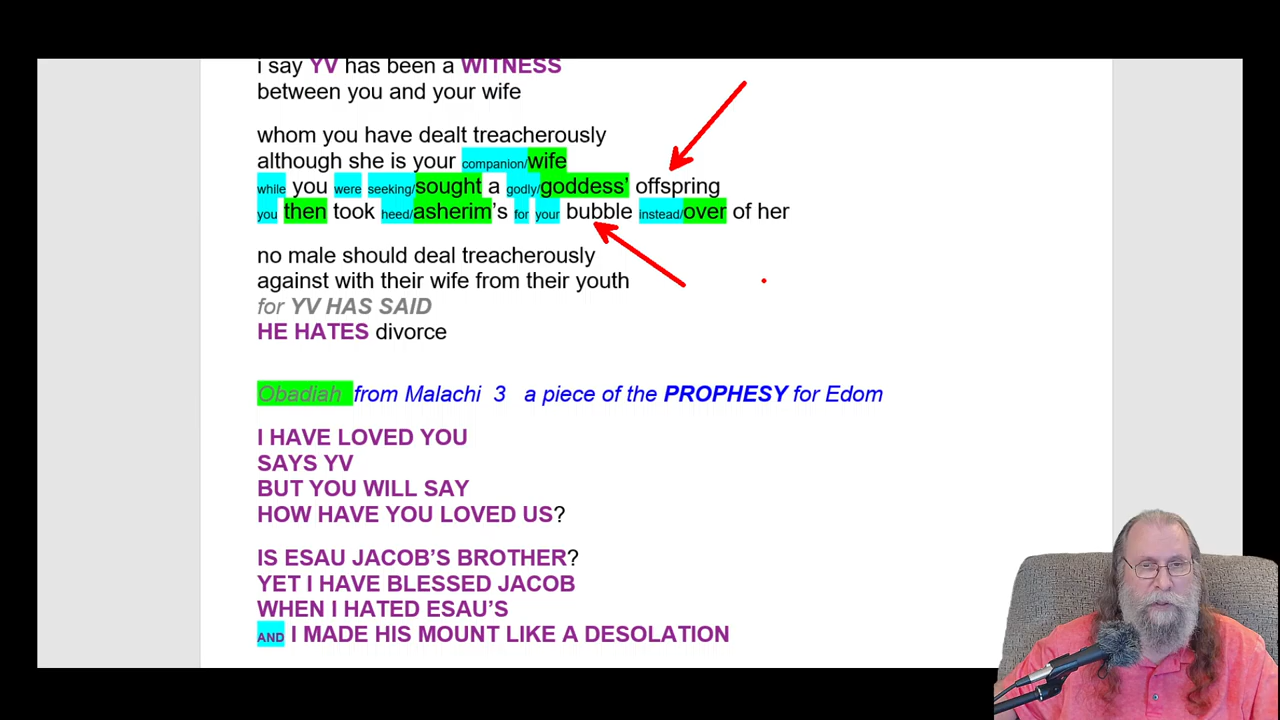 i say YV has been a WITNESS
between you and your wife
whom you have dealt treacherously
although she is your companion/wife
while you were seeking/sought a godly/goddess' offspring
you then took heed/asherim's for your bubble instead/over of her
no male should deal treacherously
against with their wife from their youth
for YV HAS SAID
HE HATES divorce
Obadiah from Malachi 3 a piece of the PROPHESY for Edom
I HAVE LOVED YOU
SAYS YV
BUT YOU WILL SAY
HOW HAVE YOU LOVED US?
IS ESAU JACOB'S BROTHER?
YET I HAVE BLESSED JACOB
WHEN I HATED ESAU'S
AND I MADE HIS MOUNT LIKE A DESOLATION